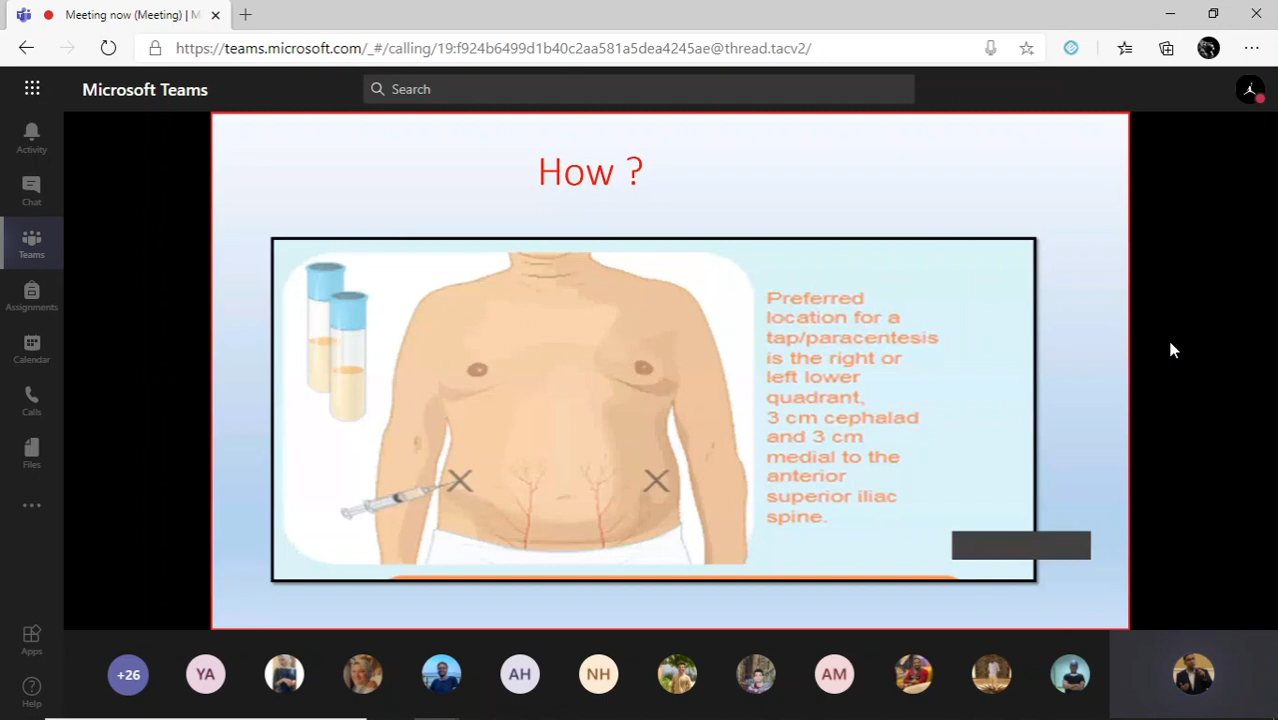 Meeting now (Meeting) | M
https://teams.microsoft.com/_#/calling/19:f924b6499d1b40c2aa581a5dea4245ae@thread.tacv2/
Microsoft Teams
Search
Activity
Chat
Teams
Assignments
Calendar
Calls
Files
Apps
Help
How ?
Preferred
location for a
tap/paracentesis
is the right or
left lower
quadrant,
3 cm cephalad
and 3 cm
medial to the
anterior
superior iliac
spine.
+26
YA
AH
NH
AM